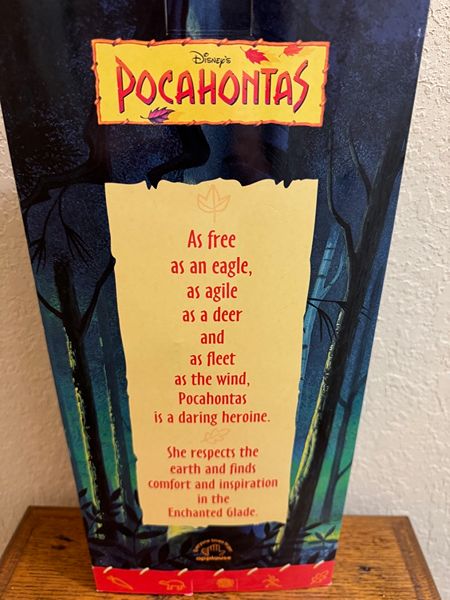 Disney's
POCAHONTAS
As free
as an eagle,
as agile
as a deer
and
as fleet
as the wind,
Pocahontas
is a daring heroine.
She respects the
earth and finds
comfort and inspiration
in the
Enchanted Glade.
applause